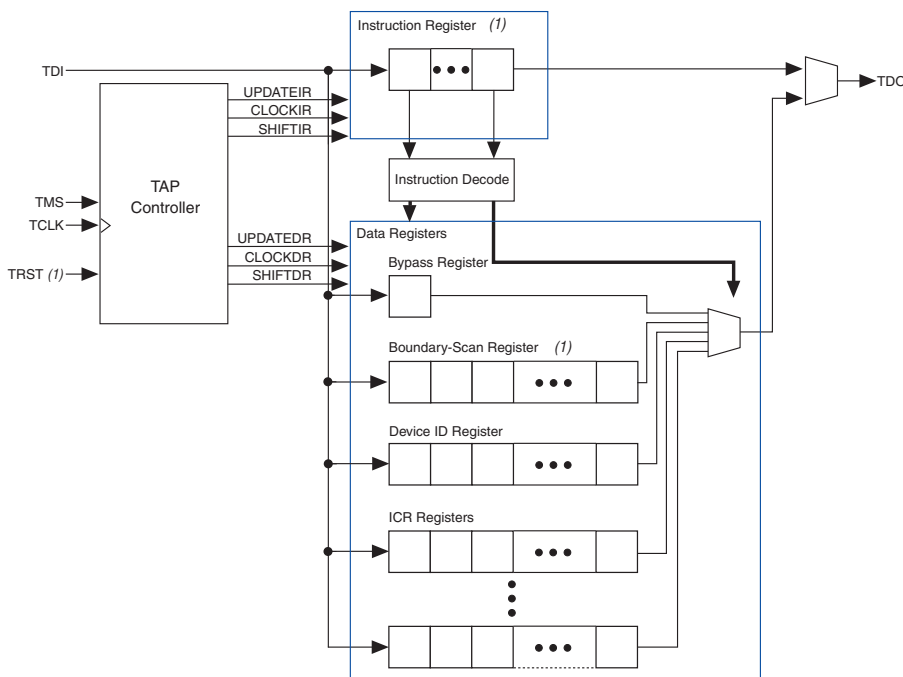 Instruction Register (1)
TDI
TDO
UPDATEIR
CLOCKIR
SHIFTIR
TAP
Controller
Instruction Decode
TMS
TCLK
TRST (1)
Data Registers
UPDATEDR
CLOCKDR
SHIFTDR
Bypass Register
Boundary-Scan Register (1)
Device ID Register
ICR Registers